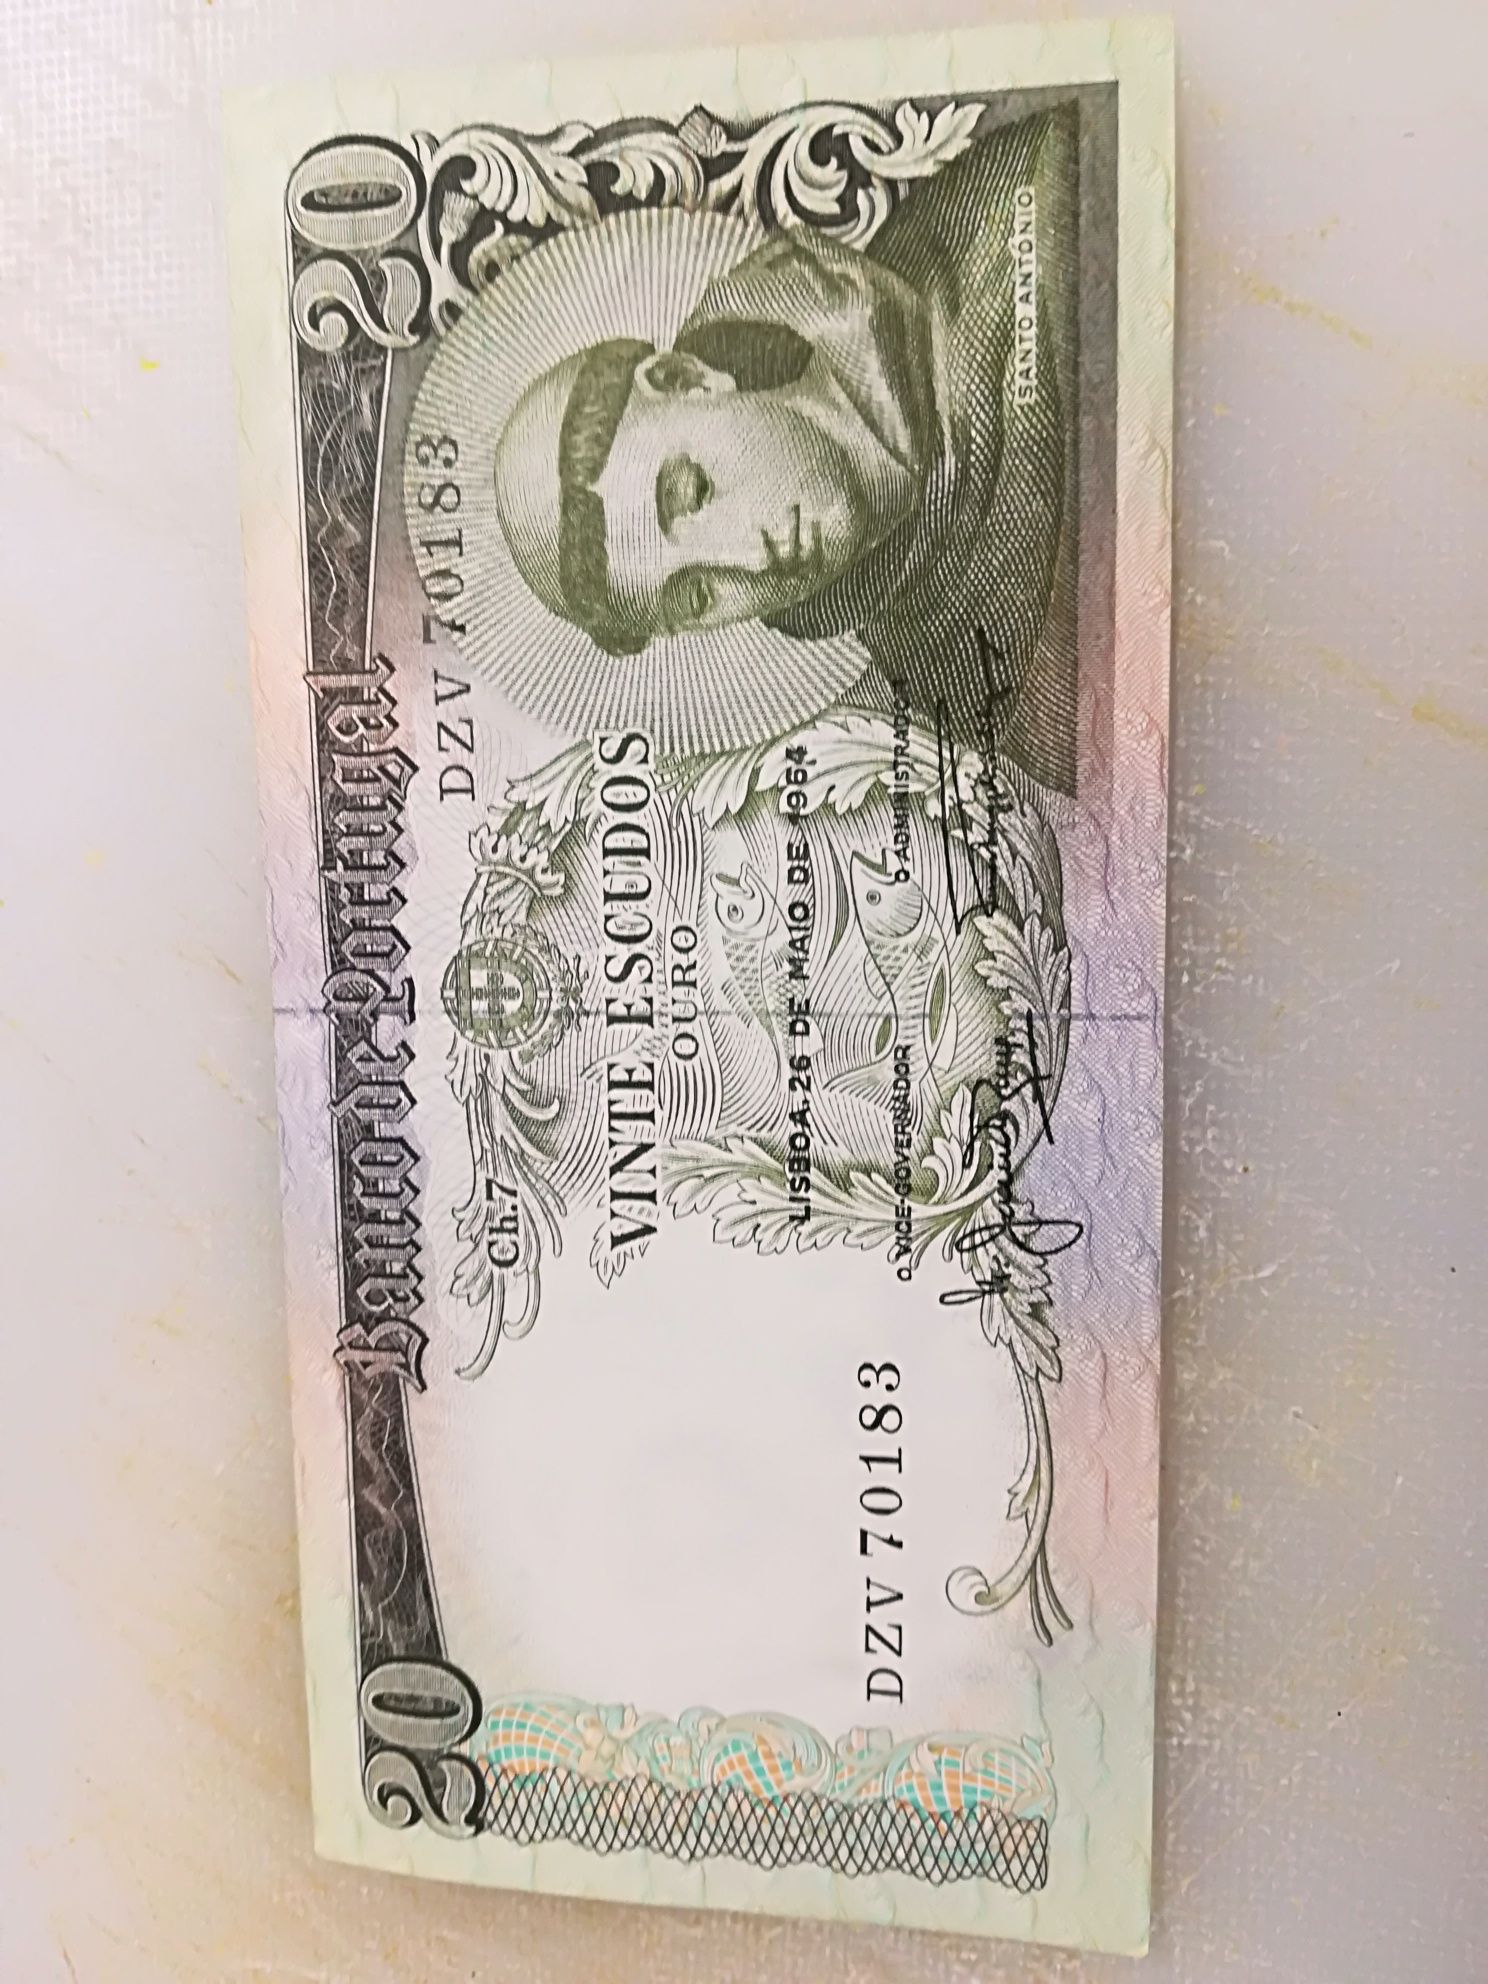 20 Banco de Portugal 20
Ch.7
DZV 70183
VINTE ESCUDOS
OURO
LISBOA, 26 DE MAIO DE 1964
O VICE-GOVERNADOR
O ADMINISTRADOR
DZV 70183
SANTO ANTÓNIO